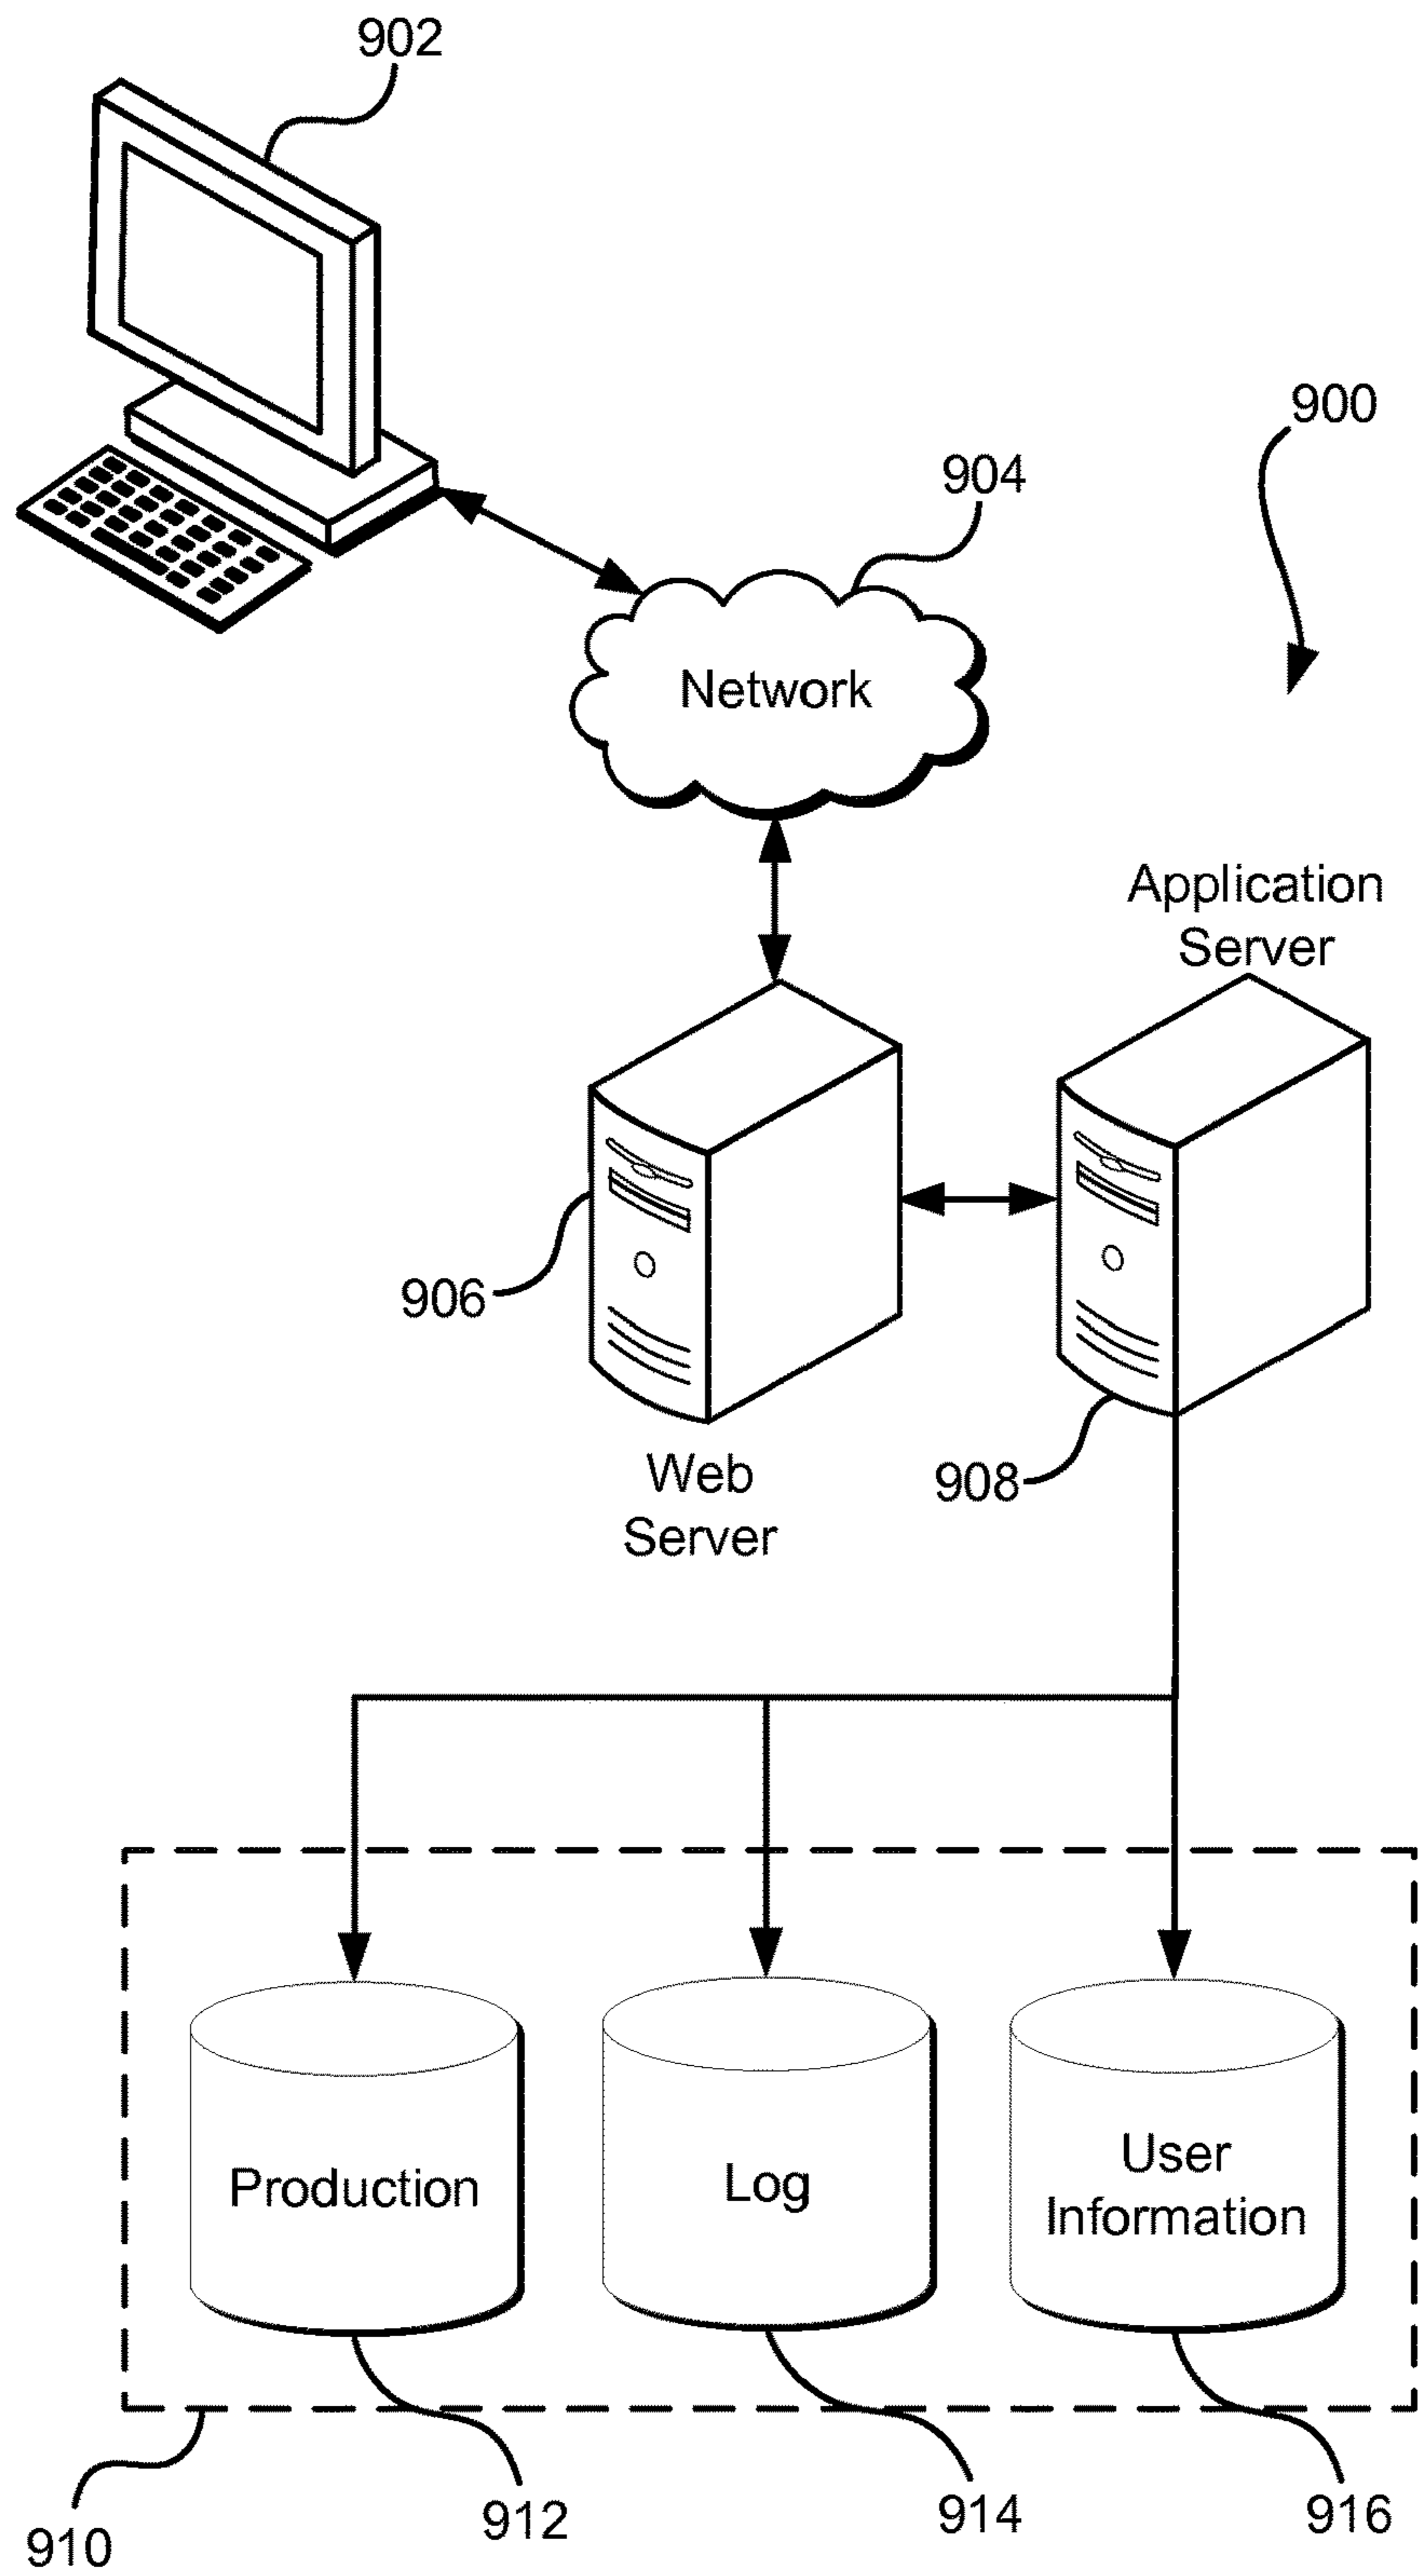 902
900
904
Network
Application
Server
906
908
Web
Server
Production
Log
User
Information
910
912
914
916